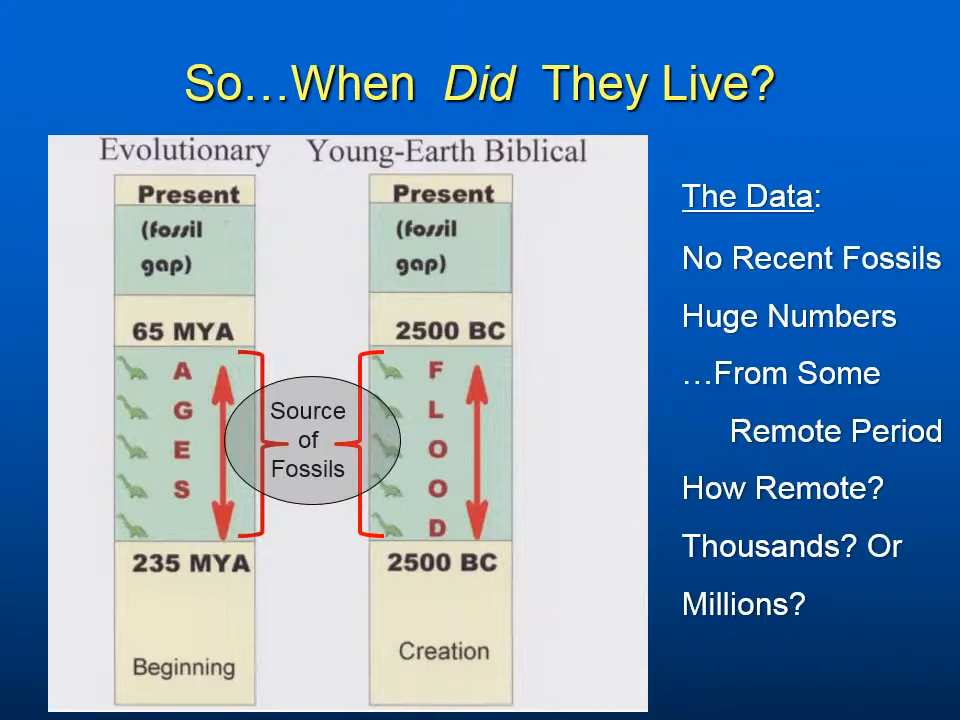 So…When Did They Live?
Evolutionary
Young-Earth Biblical
Present
(fossil
gap)
65 MYA
A
G
E
S
235 MYA
Beginning
Present
(fossil
gap)
2500 BC
F
L
O
O
D
2500 BC
Creation
Source
of
Fossils
The Data:
No Recent Fossils
Huge Numbers
…From Some
Remote Period
How Remote?
Thousands? Or
Millions?